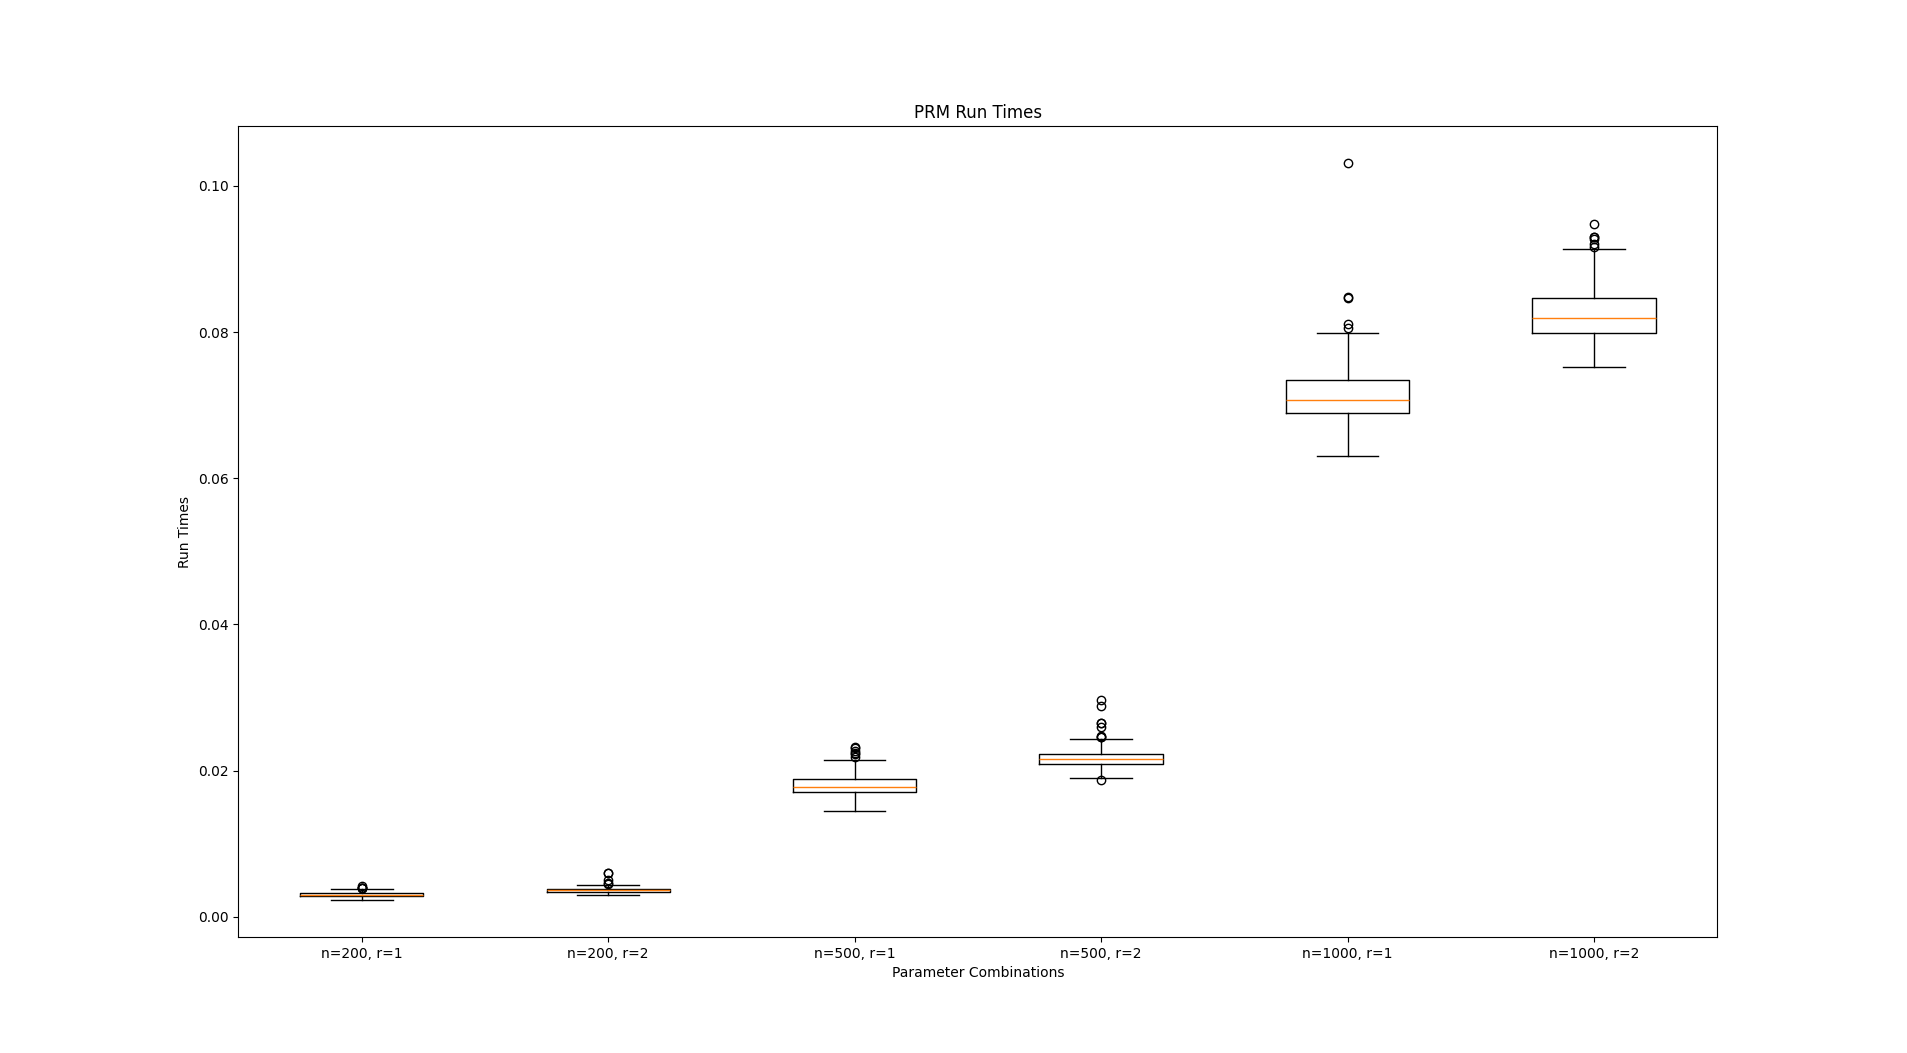 PRM Run Times
0.10
0.08
0.06
0.04
0.02
0.00
Run Times
n=200, r=1
n=200, r=2
n=500, r=1
n=500, r=2
n=1000, r=1
n=1000, r=2
Parameter Combinations